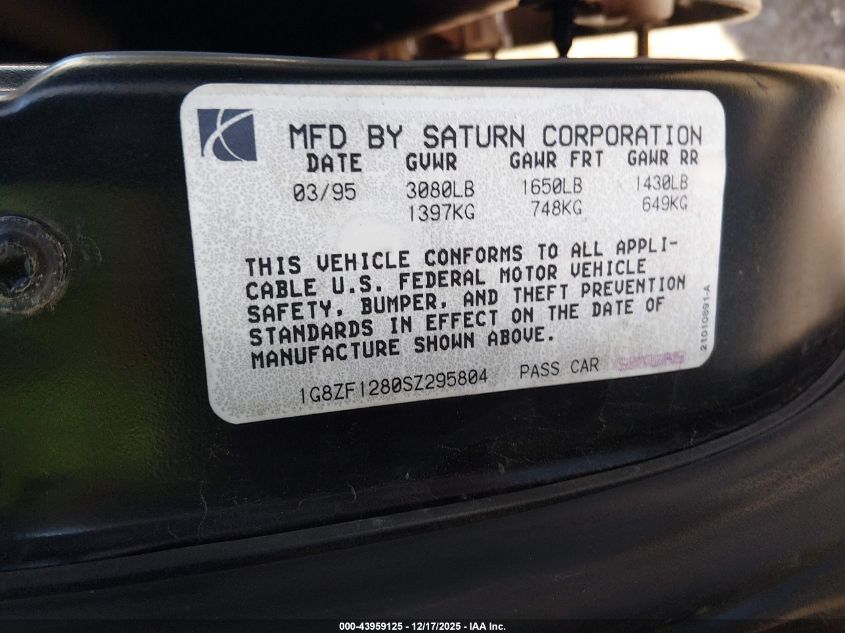 MFD BY SATURN CORPORATION
DATE GVWR GAWR FRT GAWR RR
03/95 3080LB 1650LB 1430LB
1397KG 748KG 649KG
THIS VEHICLE CONFORMS TO ALL APPLI-
CABLE U.S. FEDERAL MOTOR VEHICLE
SAFETY, BUMPER, AND THEFT PREVENTION
STANDARDS IN EFFECT ON THE DATE OF
MANUFACTURE SHOWN ABOVE.
1G8ZF1280SZ295804 PASS CAR
21010891-A
000-43959125 - 12/17/2025 - IAA Inc.